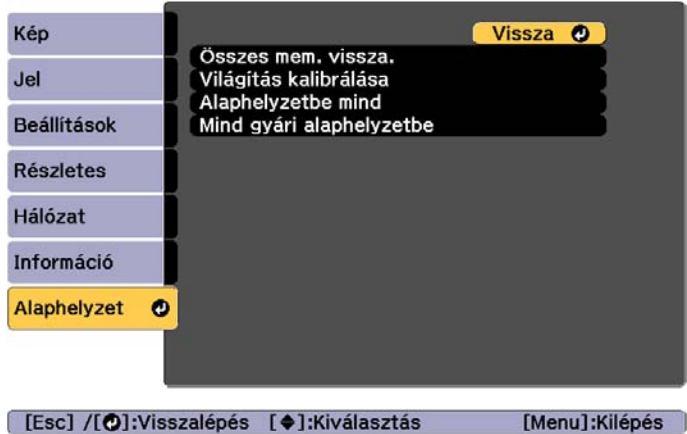 Kép
Jel
Beállítások
Részletes
Hálózat
Információ
Alaphelyzet
Vissza
Összes mem. vissza.
Világítás kalibrálása
Alaphelyzetbe mind
Mind gyári alaphelyzetbe
[Esc] /[⏎]:Visszalépés [◆]:Kiválasztás [Menu]:Kilépés